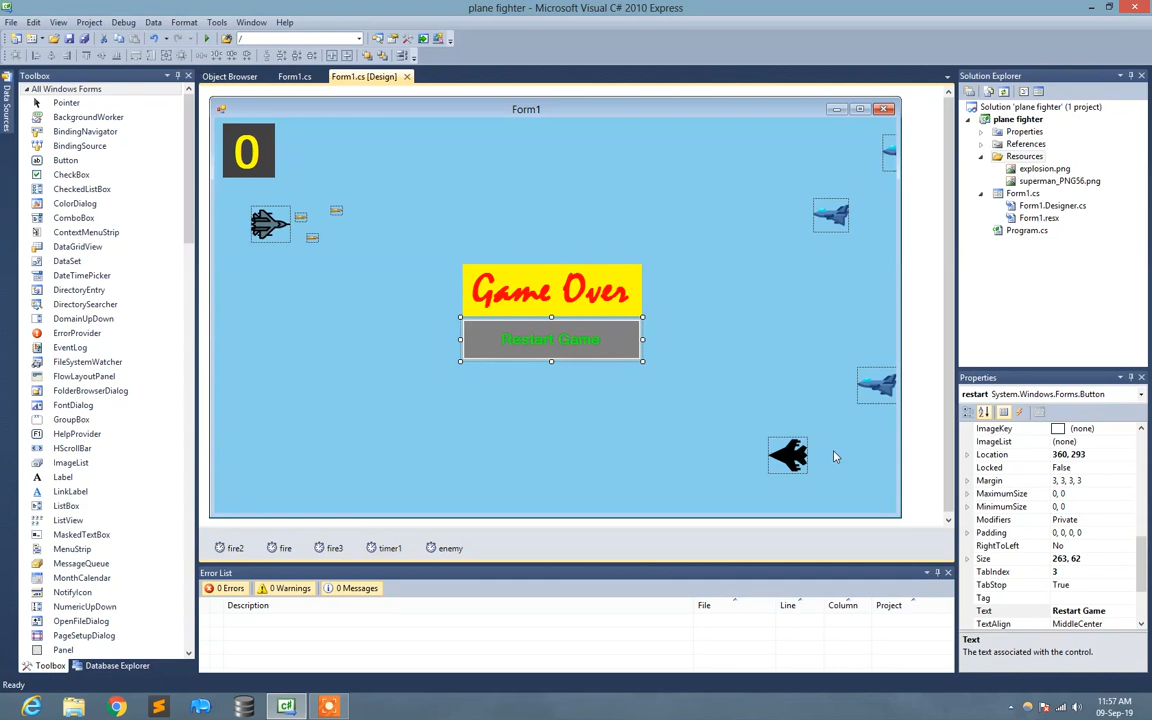 plane fighter - Microsoft Visual C# 2010 Express
File Edit View Project Debug Data Format Tools Window Help
/
Toolbox
Object Browser
Form1.cs
Form1.cs [Design]
Solution Explorer
Data Sources
All Windows Forms
Pointer
BackgroundWorker
BindingNavigator
BindingSource
Button
CheckBox
CheckedListBox
ColorDialog
ComboBox
ContextMenuStrip
DataGridView
DataSet
DateTimePicker
DirectoryEntry
DirectorySearcher
DomainUpDown
ErrorProvider
EventLog
FileSystemWatcher
FlowLayoutPanel
FolderBrowserDialog
FontDialog
GroupBox
HelpProvider
HScrollBar
ImageList
Label
LinkLabel
ListBox
ListView
MaskedTextBox
MenuStrip
MessageQueue
MonthCalendar
NotifyIcon
NumericUpDown
OpenFileDialog
PageSetupDialog
Panel
Toolbox
Database Explorer
Form1
0
Game Over
Restart Game
fire2
fire
fire3
timer1
enemy
Error List
0 Errors
0 Warnings
0 Messages
Description
File
Line
Column
Project
Solution 'plane fighter' (1 project)
plane fighter
Properties
References
Resources
explosion.png
superman_PNG56.png
Form1.cs
Form1.Designer.cs
Form1.resx
Program.cs
Properties
restart System.Windows.Forms.Button
ImageKey (none)
ImageList (none)
Location 360, 293
Locked False
Margin 3, 3, 3, 3
MaximumSize 0, 0
MinimumSize 0, 0
Modifiers Private
Padding 0, 0, 0, 0
RightToLeft No
Size 263, 62
TabIndex 3
TabStop True
Tag
Text Restart Game
TextAlign MiddleCenter
Text
The text associated with the control.
Ready
C#
11:57 AM
09-Sep-19